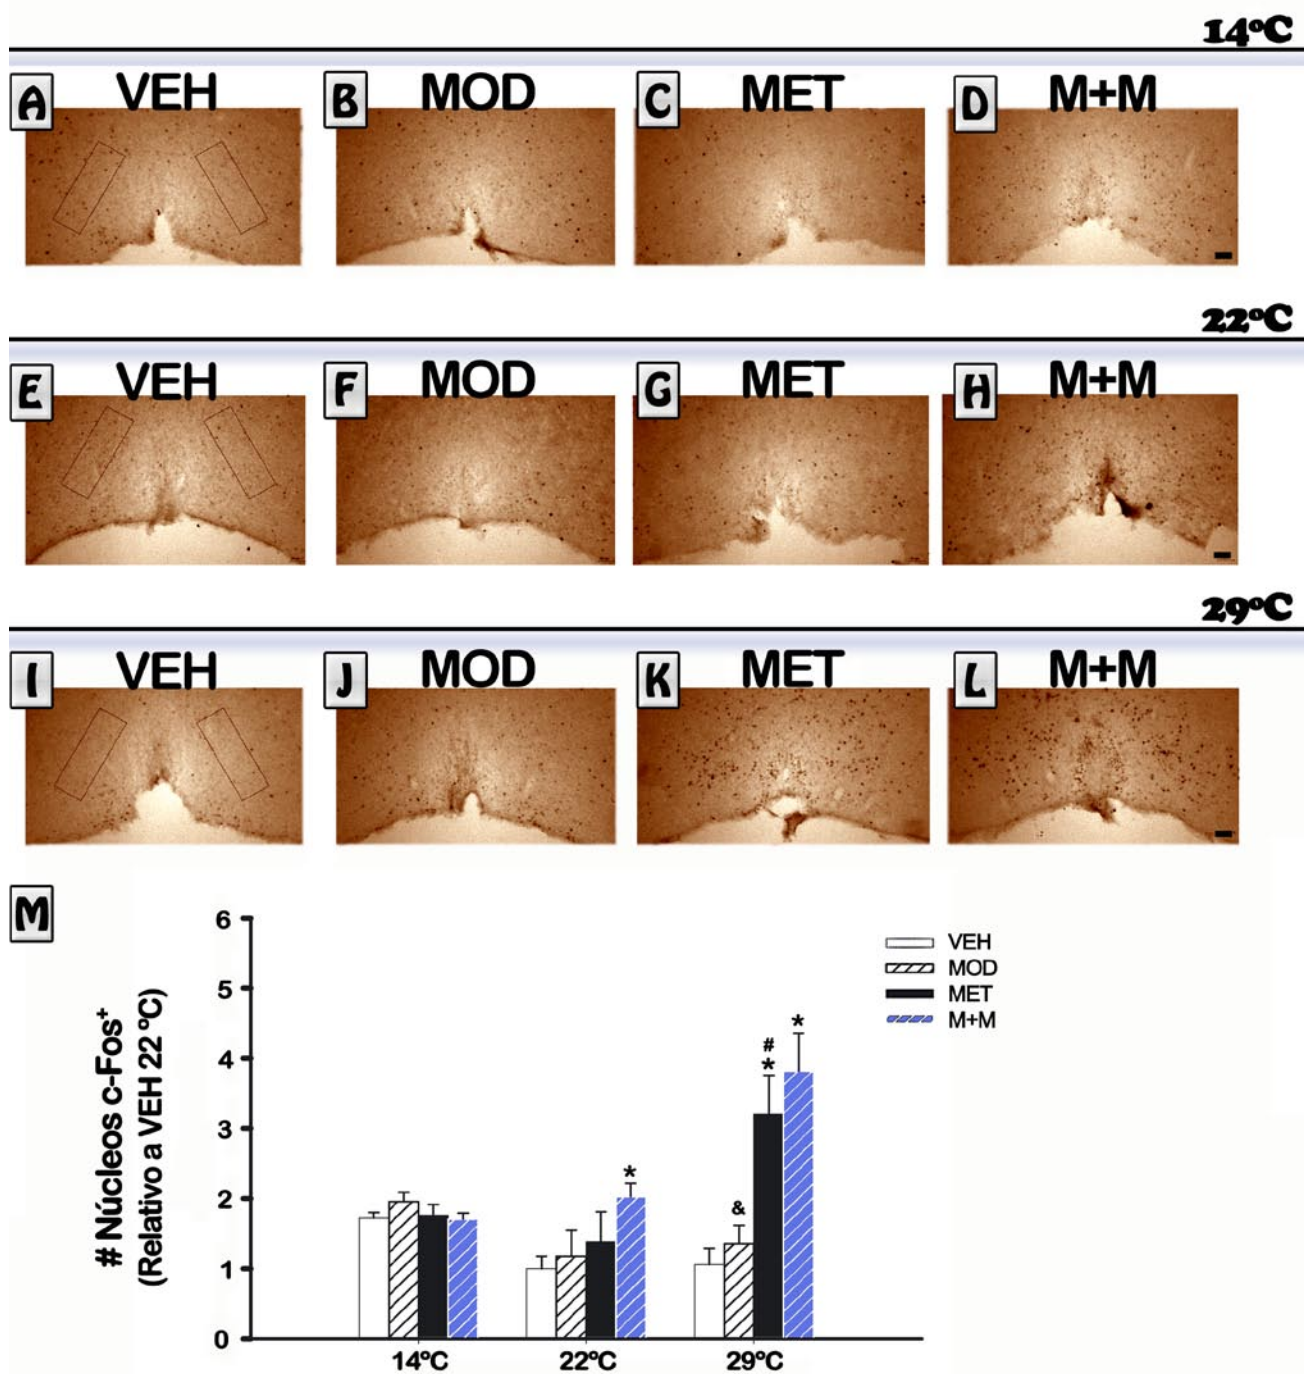 14ºC
A VEH B MOD C MET D M+M
22ºC
E VEH F MOD G MET H M+M
29ºC
I VEH J MOD K MET L M+M
M
# Núcleos c-Fos⁺
(Relativo a VEH 22 ºC)
6
5
4
3
2
1
0
VEH
MOD
MET
M+M
*
&
#
*
*
14ºC 22ºC 29ºC